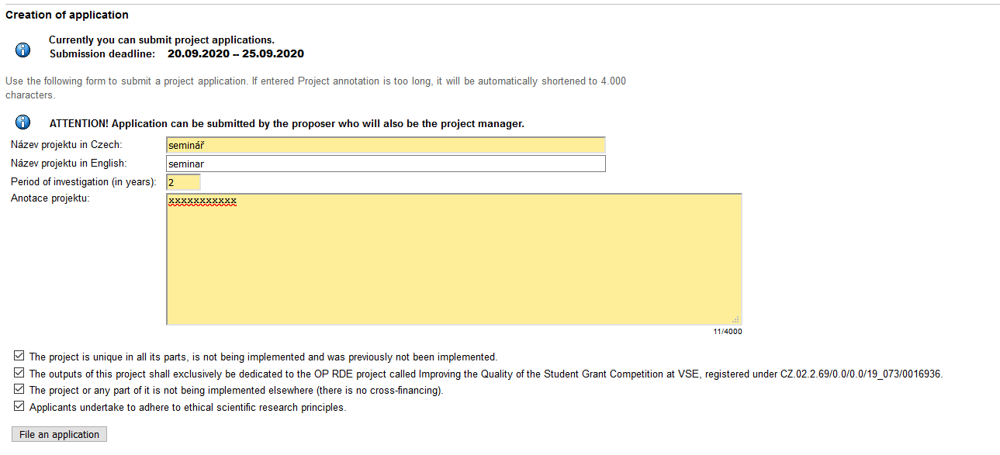 Creation of application
Currently you can submit project applications.
Submission deadline: 20.09.2020 -- 25.09.2020
Use the following form to submit a project application. If entered Project annotation is too long, it will be automatically shortened to 4.000
characters.
ATTENTION! Application can be submitted by the proposer who will also be the project manager.
Název projektu in Czech: seminář
Název projektu in English: seminar
Period of investigation (in years): 2
Anotace projektu: xxxxxxxxxxx
11/4000
The project is unique in all its parts, is not being implemented and was previously not been implemented.
The outputs of this project shall exclusively be dedicated to the OP RDE project called Improving the Quality of the Student Grant Competition at VSE, registered under CZ.02.2.69/0.0/0.0/19_073/0016936.
The project or any part of it is not being implemented elsewhere (there is no cross-financing).
Applicants undertake to adhere to ethical scientific research principles.
File an application